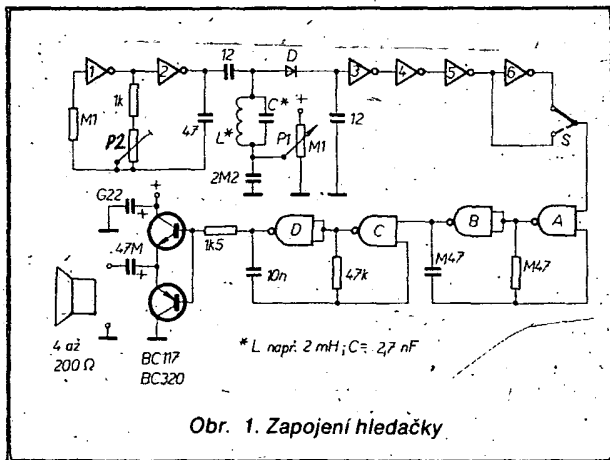 1
2
12
D
3
4
5
6
1k
P2
M1
47
L*
C*
P1
+
M1
12
2M2
S
G22
+
+
47M
+
1k5
D
C
B
A
10n
47k
M47
M47
4 až
200 Ω
BC117
BC320
* L např. 2 mH; C = 2,7 nF
Obr. 1. Zapojení hledačky